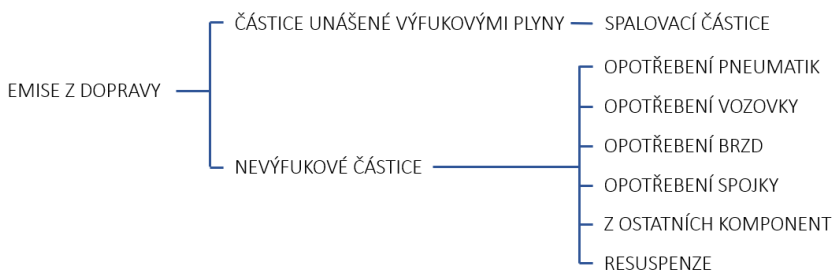 EMISE Z DOPRAVY
ČÁSTICE UNÁŠENÉ VÝFUKOVÝMI PLYNY
SPALOVACÍ ČÁSTICE
NEVÝFUKOVÉ ČÁSTICE
OPOTŘEBENÍ PNEUMATIK
OPOTŘEBENÍ VOZOVKY
OPOTŘEBENÍ BRZD
OPOTŘEBENÍ SPOJKY
Z OSTATNÍCH KOMPONENT
RESUSPENZE